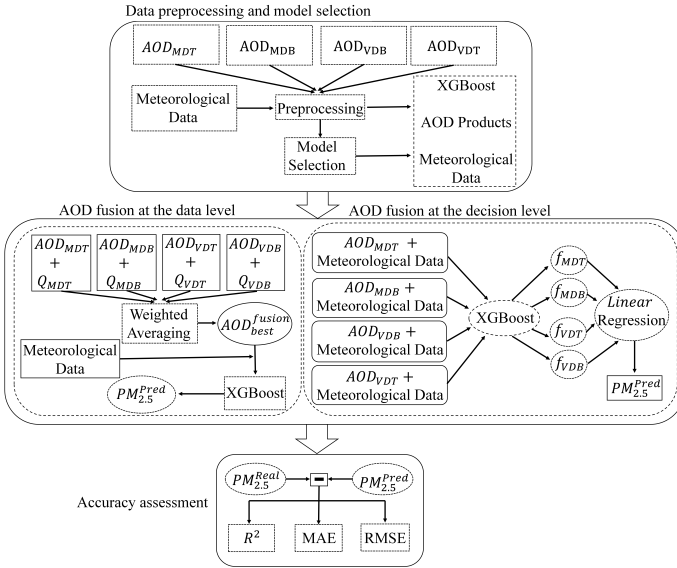 Data preprocessing and model selection
AOD_MDT
AOD_MDB
AOD_VDB
AOD_VDT
Meteorological
Data
Preprocessing
Model
Selection
XGBoost
AOD Products
Meteorological
Data
AOD fusion at the data level
AOD_MDT
+
Q_MDT
AOD_MDB
+
Q_MDB
AOD_VDT
+
Q_VDT
AOD_VDB
+
Q_VDB
Weighted
Averaging
AOD_best^fusion
Meteorological
Data
PM_2.5^Pred
XGBoost
AOD fusion at the decision level
AOD_MDT +
Meteorological Data
AOD_MDB +
Meteorological Data
AOD_VDB +
Meteorological Data
AOD_VDT +
Meteorological Data
XGBoost
f_MDT
f_MDB
f_VDT
f_VDB
Linear
Regression
PM_2.5^Pred
Accuracy assessment
PM_2.5^Real
-
PM_2.5^Pred
R^2
MAE
RMSE